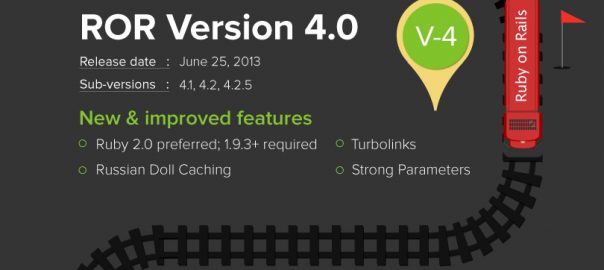 ROR Version 4.0
Release date : June 25, 2013
Sub-versions : 4.1, 4.2, 4.2.5
New & improved features
Ruby 2.0 preferred; 1.9.3+ required
Turbolinks
Russian Doll Caching
Strong Parameters
V-4
Ruby on Rails